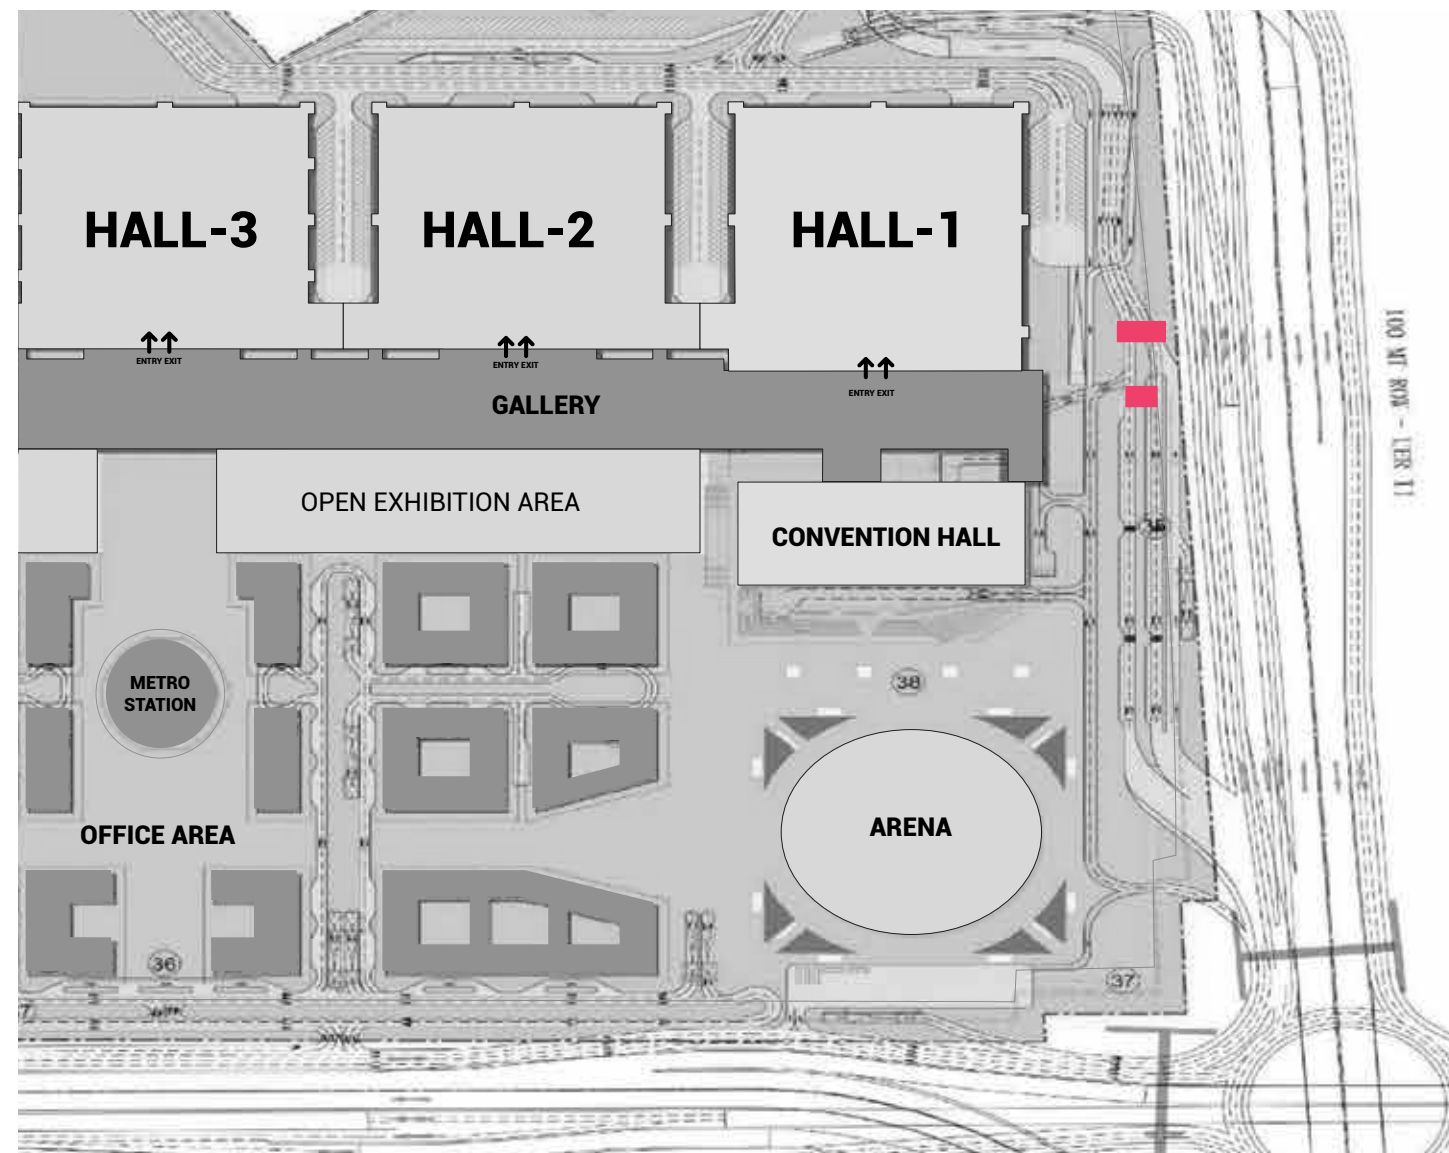 HALL-3
HALL-2
HALL-1
ENTRY EXIT
ENTRY EXIT
ENTRY EXIT
GALLERY
OPEN EXHIBITION AREA
CONVENTION HALL
METRO
STATION
38
OFFICE AREA
ARENA
36
37